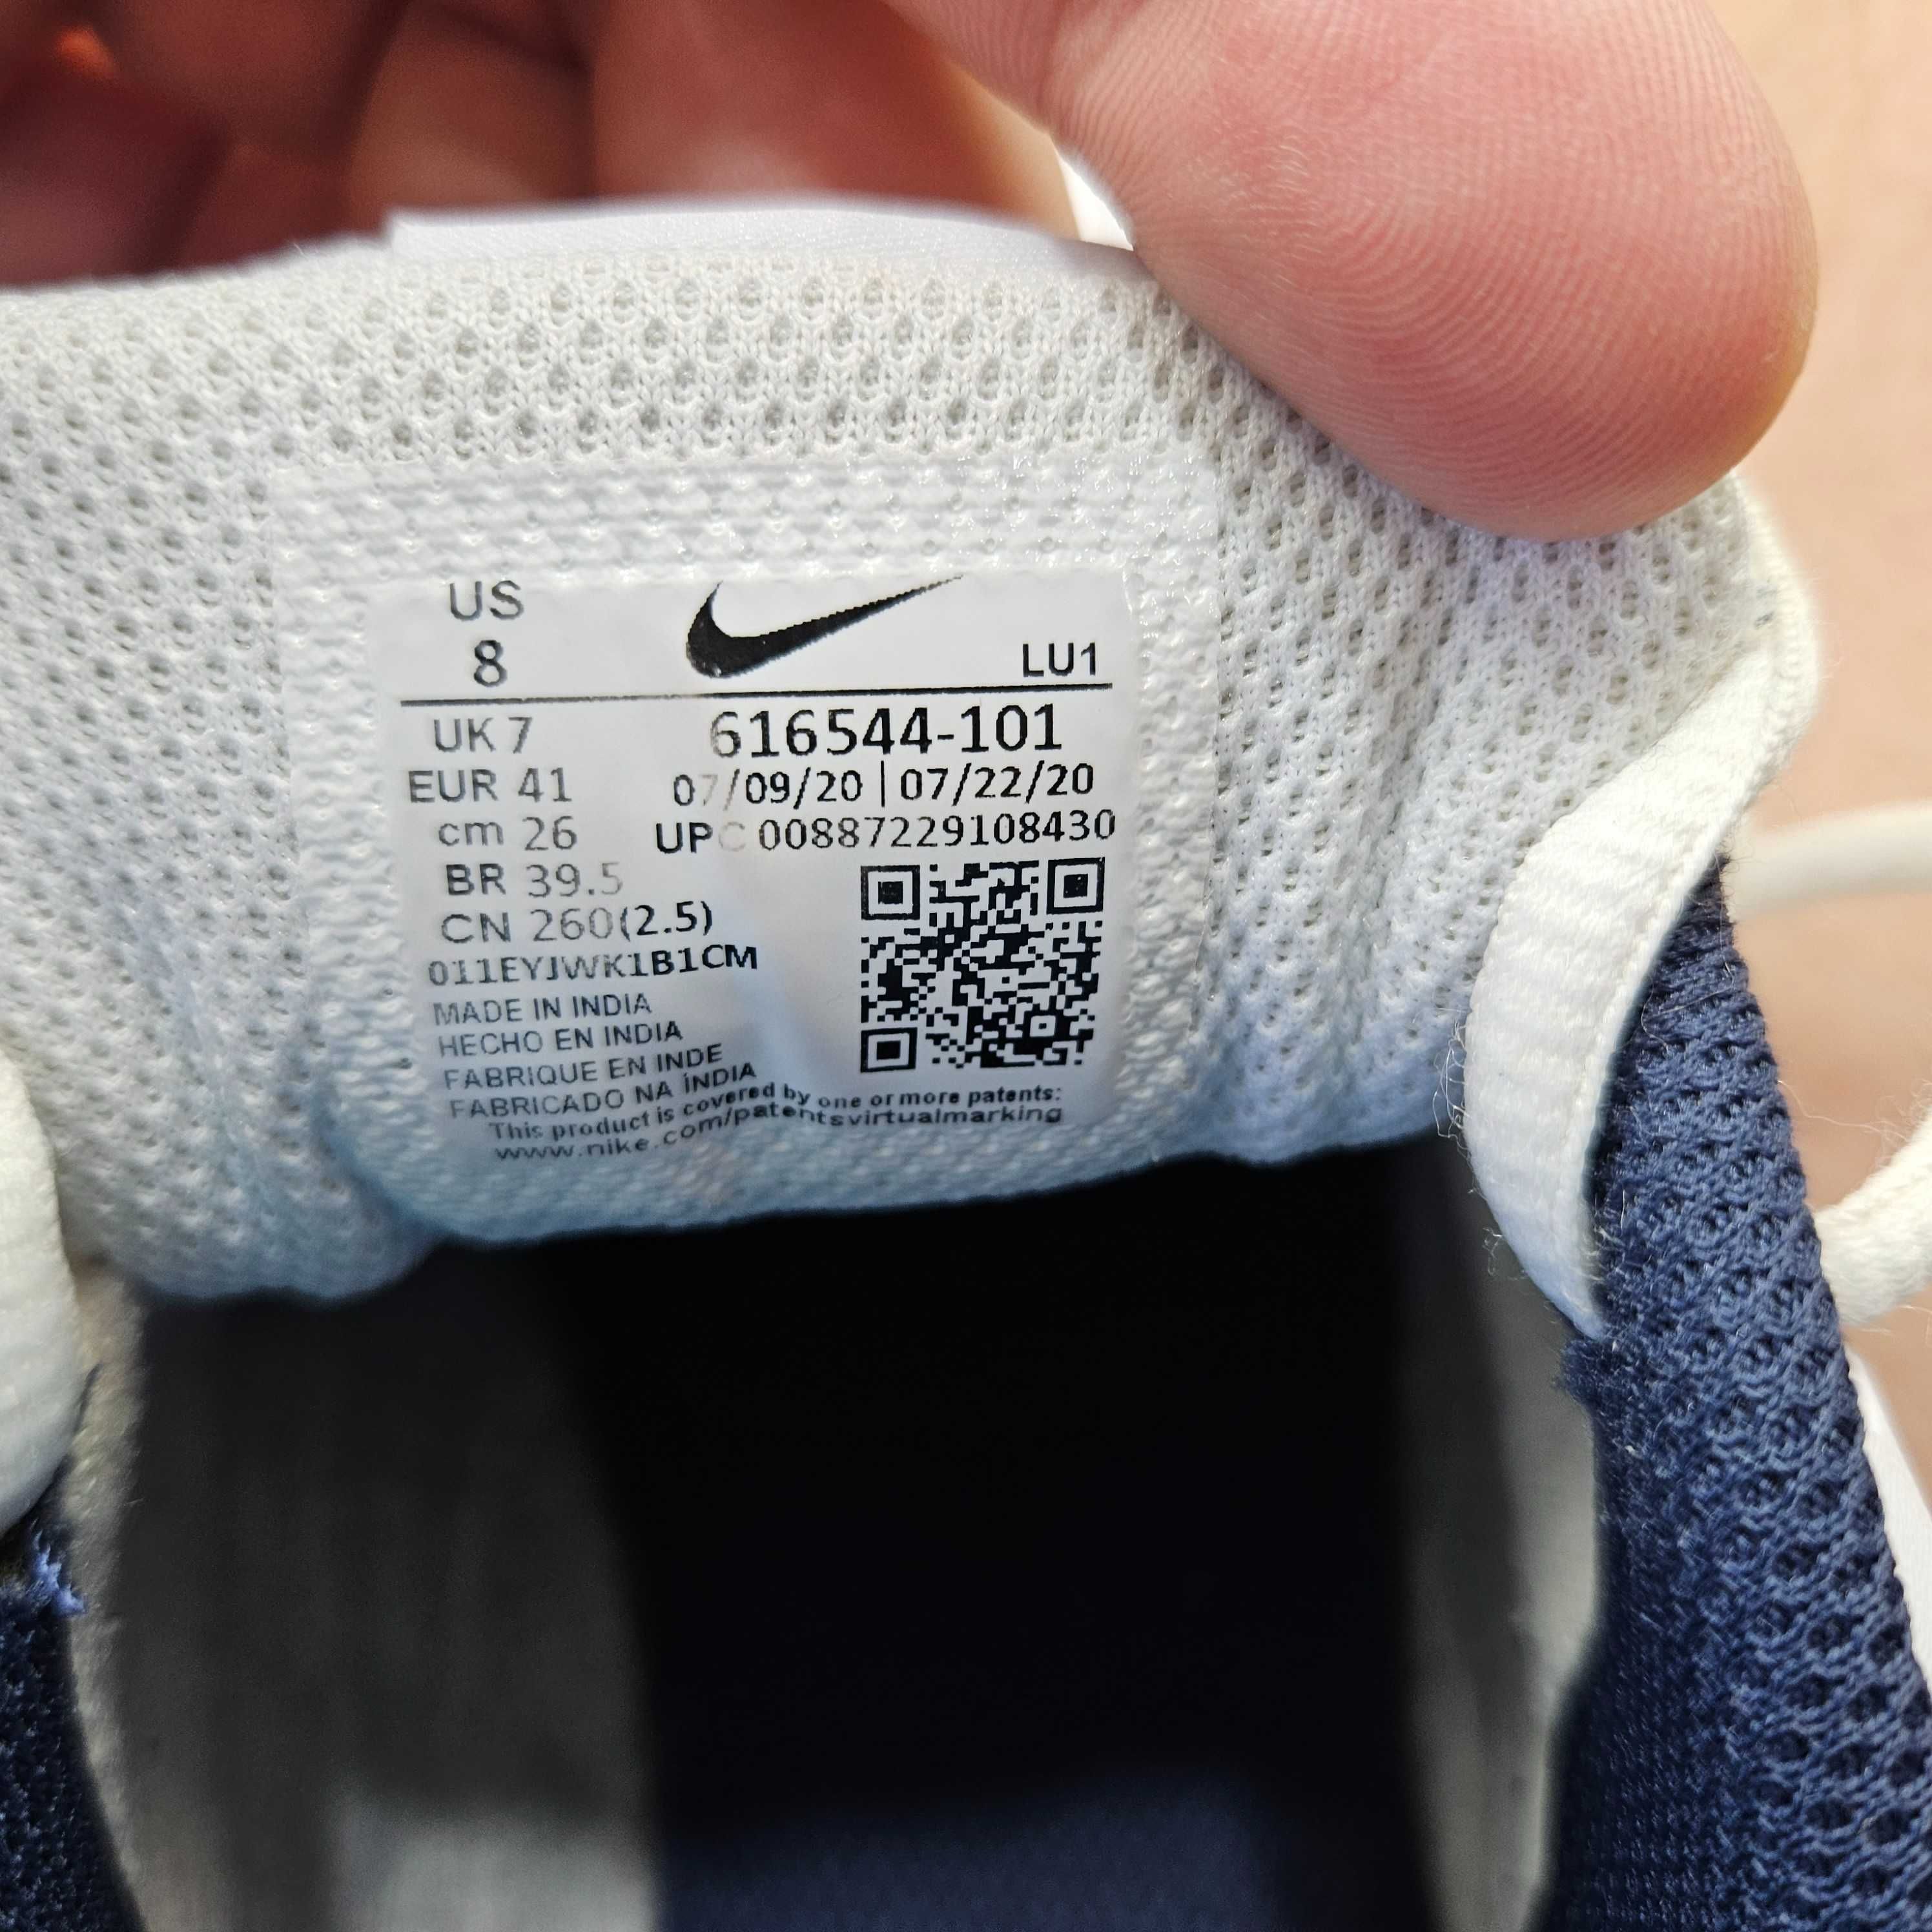 US
8
LU1
UK 7
616544-101
EUR 41
07/09/20 | 07/22/20
cm 26
UPC 00887229108430
BR 39.5
CN 260(2.5)
011EYJWK1B1CM
MADE IN INDIA
HECHO EN INDIA
FABRIQUE EN INDE
FABRICADO NA ÍNDIA
This product is covered by one or more patents:
www.nike.com/patentsvirtualmarking